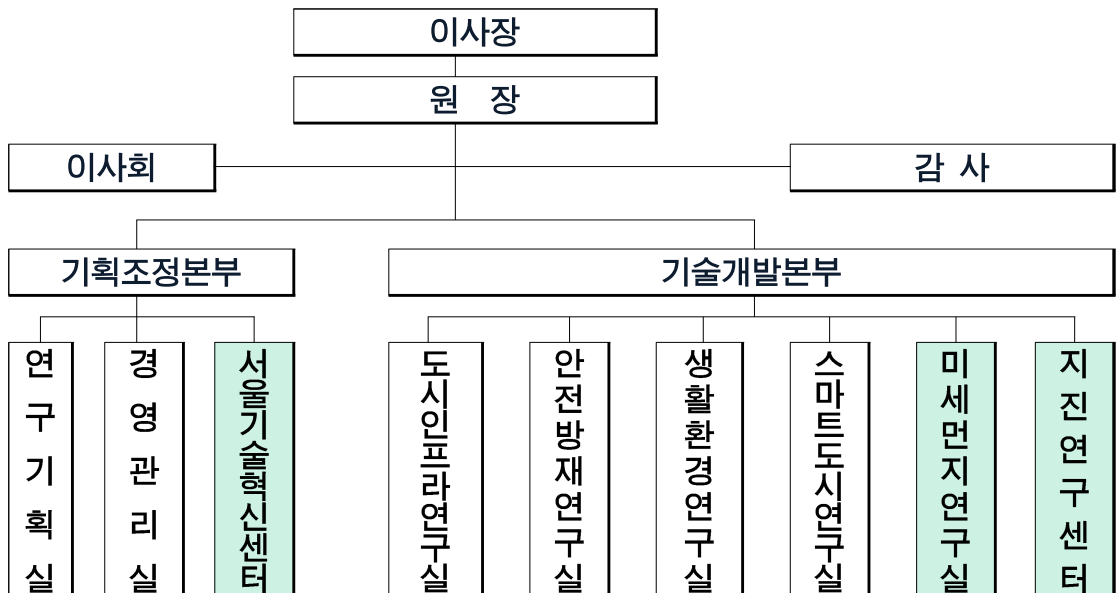 이사장
원 장
이사회
감 사
기획조정본부
기술개발본부
연구기획실
경영관리실
서울기술혁신센터
도시인프라연구실
안전방재연구실
생활환경연구실
스마트도시연구실
미세먼지연구실
지진연구센터